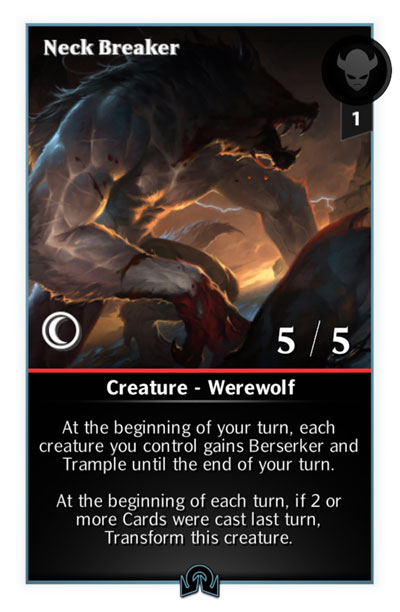 Neck Breaker
1
5 / 5
Creature - Werewolf
At the beginning of your turn, each
creature you control gains Berserker and
Trample until the end of your turn.
At the beginning of each turn, if 2 or
more Cards were cast last turn,
Transform this creature.